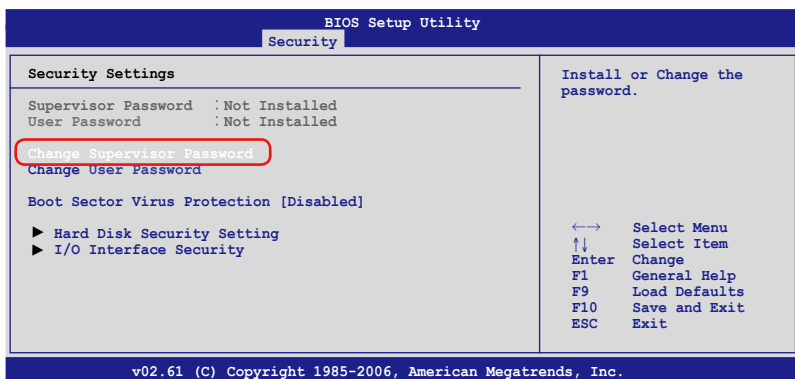 BIOS Setup Utility
Security
Security Settings
Supervisor Password : Not Installed
User Password : Not Installed
Change Supervisor Password
Change User Password
Boot Sector Virus Protection [Disabled]
▶ Hard Disk Security Setting
▶ I/O Interface Security
Install or Change the
password.
←→ Select Menu
↑↓ Select Item
Enter Change
F1 General Help
F9 Load Defaults
F10 Save and Exit
ESC Exit
v02.61 (C) Copyright 1985-2006, American Megatrends, Inc.